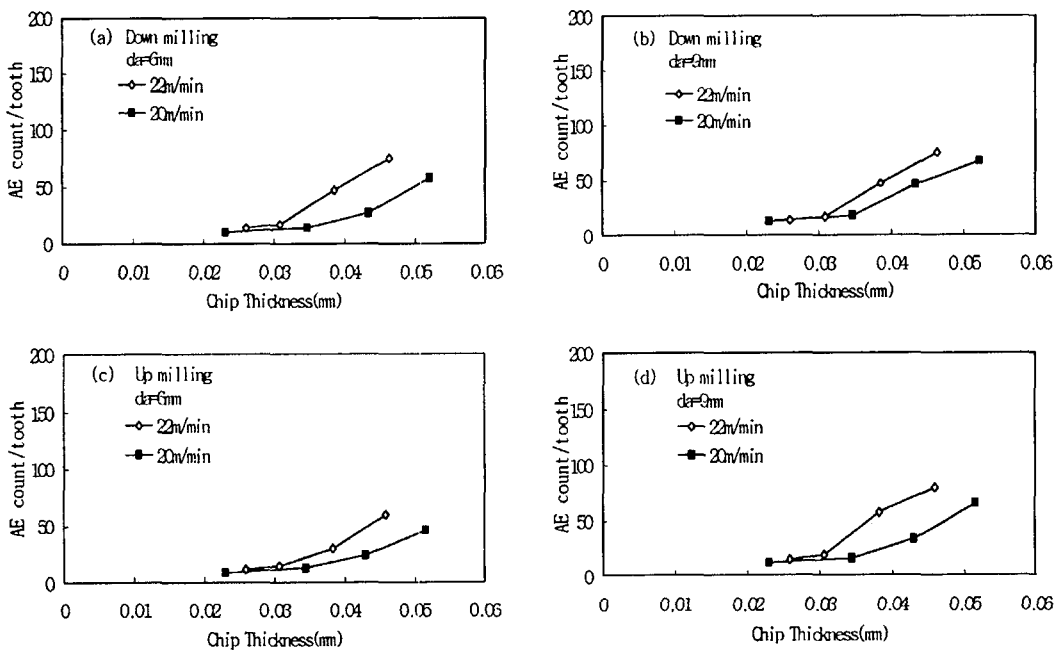 (a) Down milling
da=6mm
22m/min
20m/min
AE count/tooth
200
150
100
50
0
0 0.01 0.02 0.03 0.04 0.05 0.06
Chip Thickness(mm)
(b) Down milling
da=9mm
22m/min
20m/min
AE count/tooth
200
150
100
50
0
0 0.01 0.02 0.03 0.04 0.05 0.06
Chip Thickness(mm)
(c) Up milling
da=6mm
22m/min
20m/min
AE count/tooth
200
150
100
50
0
0 0.01 0.02 0.03 0.04 0.05 0.06
Chip Thickness(mm)
(d) Up milling
da=9mm
22m/min
20m/min
AE count/tooth
200
150
100
50
0
0 0.01 0.02 0.03 0.04 0.05 0.06
Chip Thickness(mm)